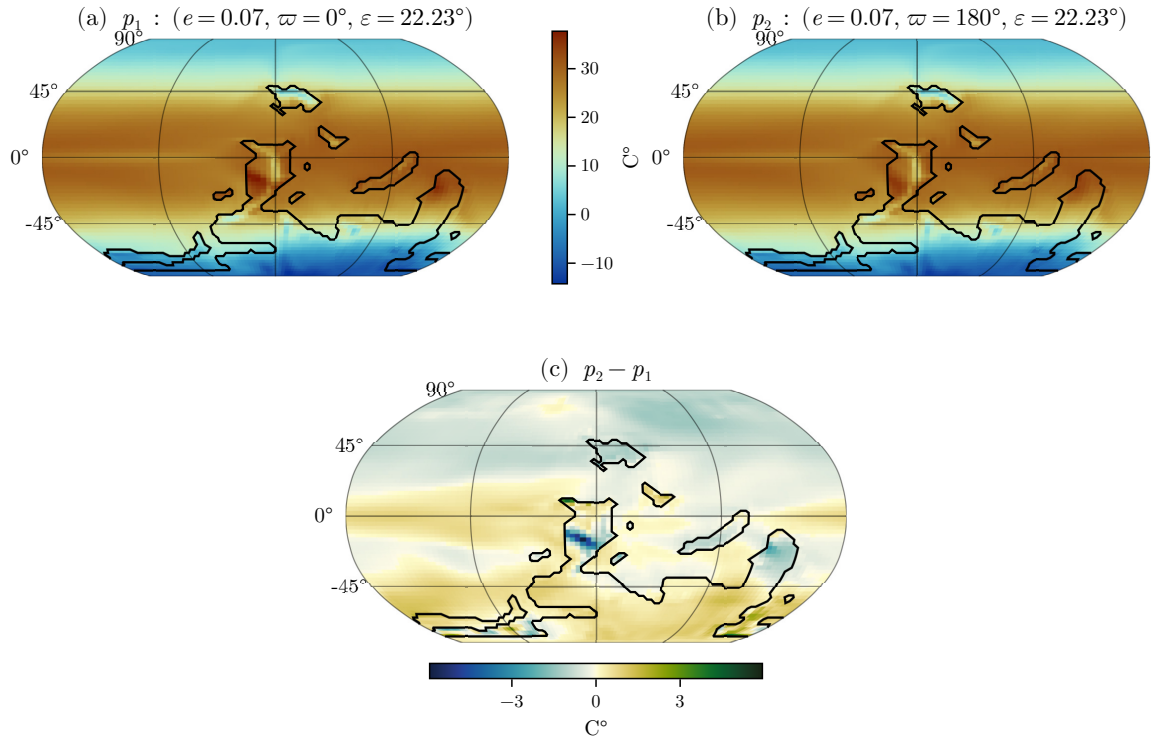 (a) p₁ : (e = 0.07, ϖ = 0°, ε = 22.23°)
90°
45°
0°
-45°
30
20
10
0
−10
C°
(b) p₂ : (e = 0.07, ϖ = 180°, ε = 22.23°)
90°
45°
0°
-45°
(c) p₂ − p₁
90°
45°
0°
-45°
−3 0 3
C°